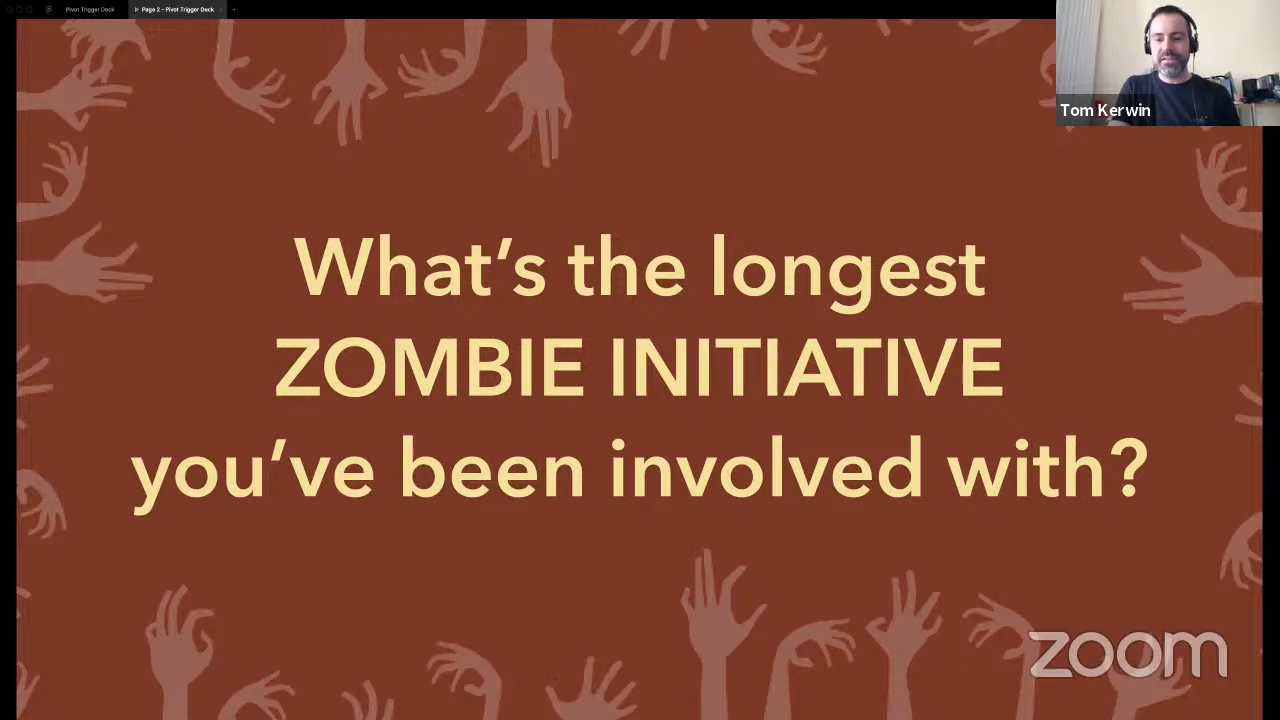 Pivot Trigger Deck
Page 2 - Pivot Trigger Deck
Tom Kerwin
What’s the longest
ZOMBIE INITIATIVE
you’ve been involved with?
zoom